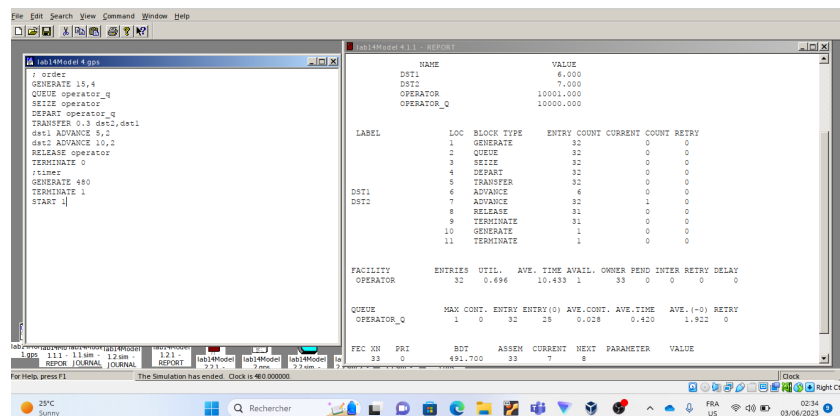 File Edit Search View Command Window Help
lab14Model 4.gps
; order
GENERATE 15,4
QUEUE operator_q
SEIZE operator
DEPART operator_q
TRANSFER 0.3 dst2,dst1
dst1 ADVANCE 5,2
dst2 ADVANCE 10,2
RELEASE operator
TERMINATE 0
;timer
GENERATE 480
TERMINATE 1
START 1
lab14Model 4.1.1 - REPORT
NAME VALUE
DST1 6.000
DST2 7.000
OPERATOR 10001.000
OPERATOR_Q 10000.000
LABEL LOC BLOCK TYPE ENTRY COUNT CURRENT COUNT RETRY
1 GENERATE 32 0 0
2 QUEUE 32 0 0
3 SEIZE 32 0 0
4 DEPART 32 0 0
5 TRANSFER 32 0 0
DST1 6 ADVANCE 6 0 0
DST2 7 ADVANCE 32 1 0
8 RELEASE 31 0 0
9 TERMINATE 31 0 0
10 GENERATE 1 0 0
11 TERMINATE 1 0 0
FACILITY ENTRIES UTIL. AVE. TIME AVAIL. OWNER PEND INTER RETRY DELAY
OPERATOR 32 0.696 10.433 1 33 0 0 0 0
QUEUE MAX CONT. ENTRY ENTRY(0) AVE.CONT. AVE.TIME AVE.(-0) RETRY
OPERATOR_Q 1 0 32 25 0.028 0.420 1.922 0
FEC XN PRI BDT ASSEM CURRENT NEXT PARAMETER VALUE
33 0 491.700 33 7 8
1.gps 1.1.1 - REPOR 1.1.sim - JOURNAL 1.2.sim - JOURNAL 1.2.1 - REPORT lab14Model lab14Model lab14Model
For Help, press F1 The Simulation has ended. Clock is 480.000000. Clock
Right Ct
25°C
Sunny
Rechercher
FRA
US
02:34
03/06/2023